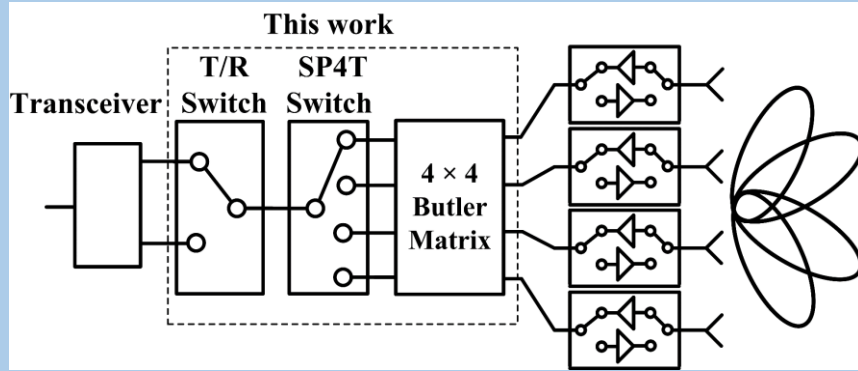 This work
T/R
Switch
SP4T
Switch
Transceiver
4 × 4
Butler
Matrix